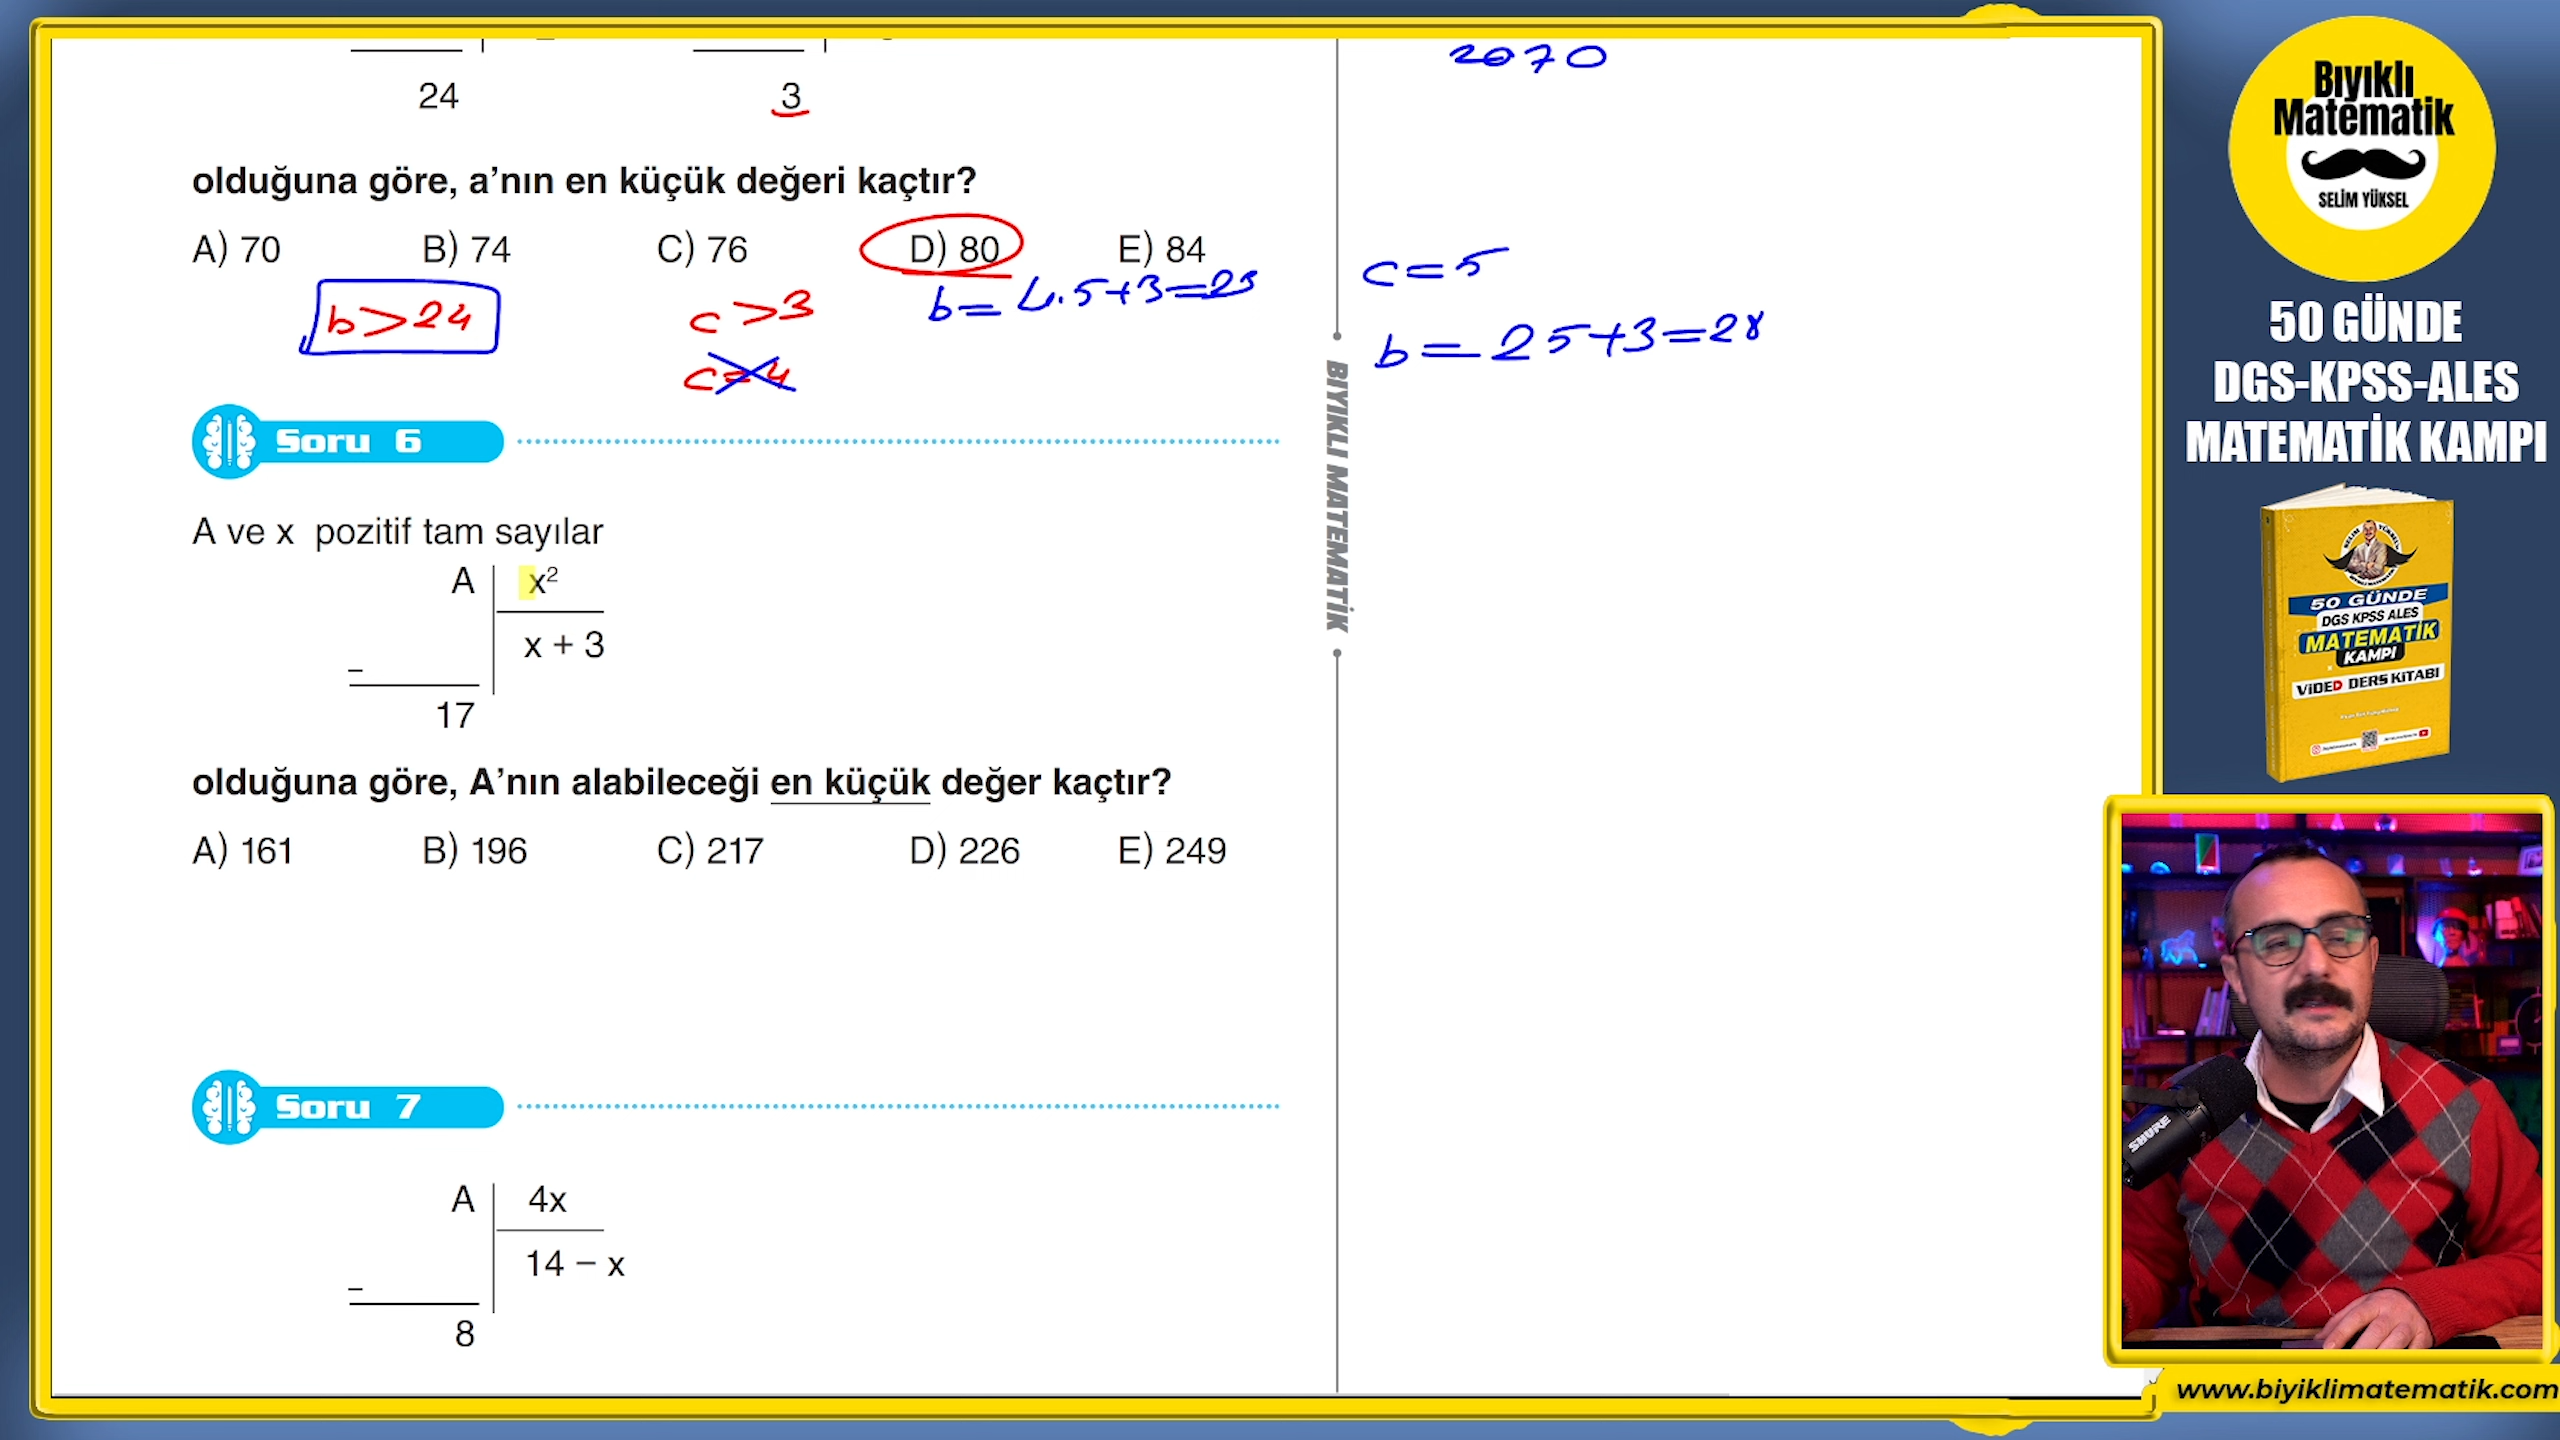 2070
24
3
olduğuna göre, a’nın en küçük değeri kaçtır?
A) 70 B) 74 C) 76 D) 80 E) 84
b>24
c >3
c=4
b= 4.5+3=23
c=5
b=25+3=28
Soru 6
A ve x pozitif tam sayılar
A x²
x + 3
–
17
olduğuna göre, A’nın alabileceği en küçük değer kaçtır?
A) 161 B) 196 C) 217 D) 226 E) 249
Soru 7
A 4x
14 – x
–
8
BIYIKLI MATEMATİK
Bıyıklı
Matematik
SELİM YÜKSEL
50 GÜNDE
DGS-KPSS-ALES
MATEMATİK KAMPI
50 GÜNDE
DGS KPSS ALES
MATEMATİK
KAMPI
VİDEO DERS KİTABI
SHURE
www.biyiklimatematik.com